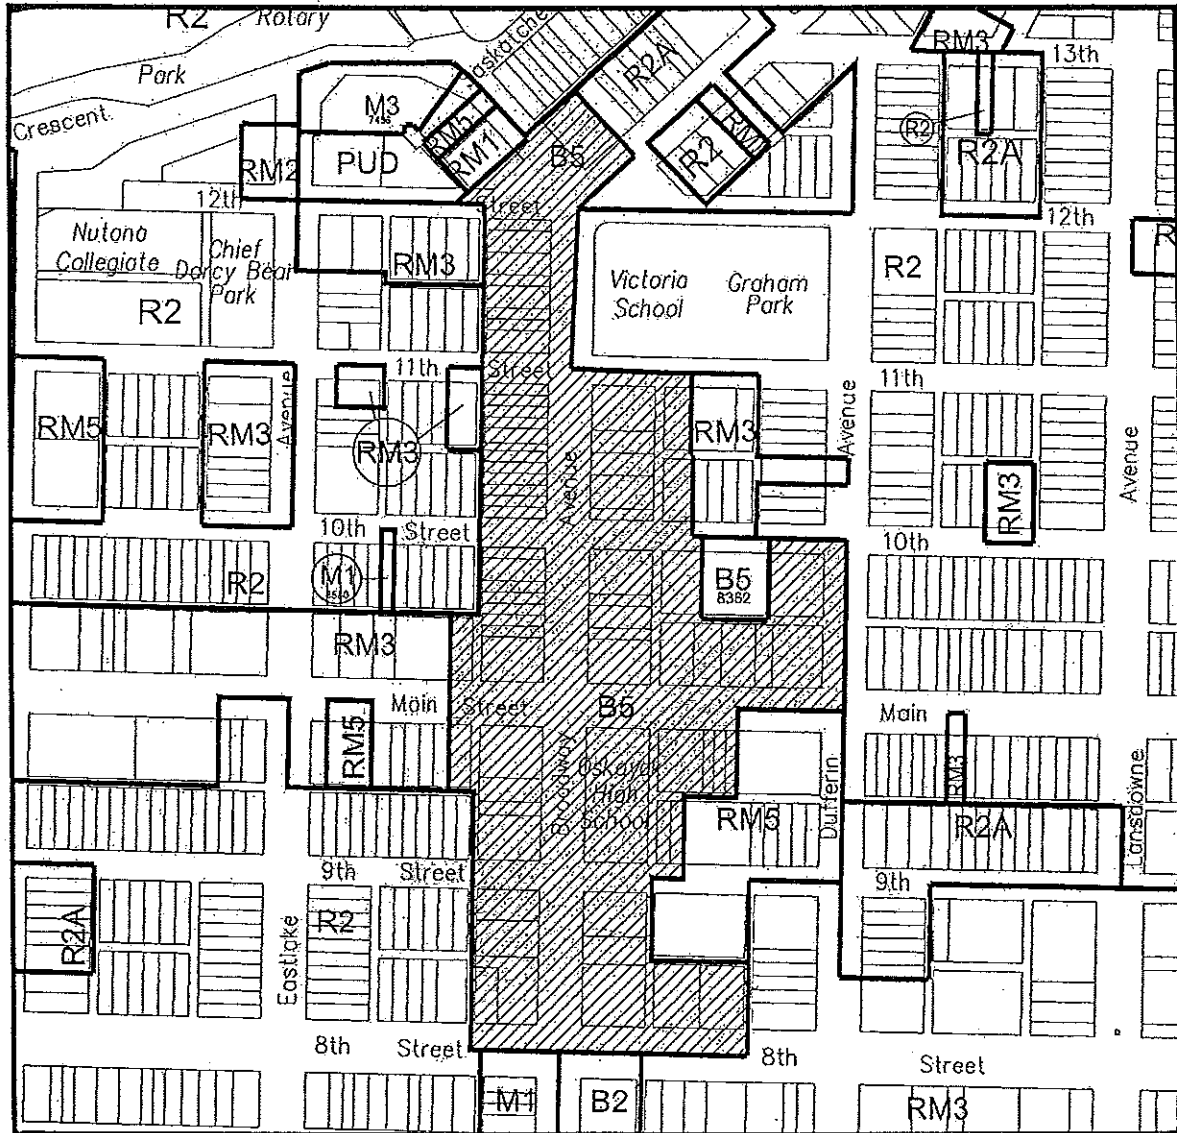 R2
Rotary
Park
Crescent
M3
7456
RM5
RM1
PUD
RM2
B5
R2A
R2
RM3
13th
R2
R2A
12th
Street
12th
Nutana
Collegiate
Chief
Darcy Bear
Park
R2
RM3
Victoria
School
Graham
Park
R2
11th
Street
11th
RM5
RM3
Avenue
RM3
Avenue
RM3
Avenue
RM3
Avenue
10th
Street
10th
R2
M1
B5
8382
RM3
Main
Street
B5
Main
RM5
Broadway
High
School
RM5
Dufferin
RM3
R2A
Lansdowne
9th
Street
9th
R2A
Eastlake
R2
8th
Street
8th
Street
M1
B2
RM3